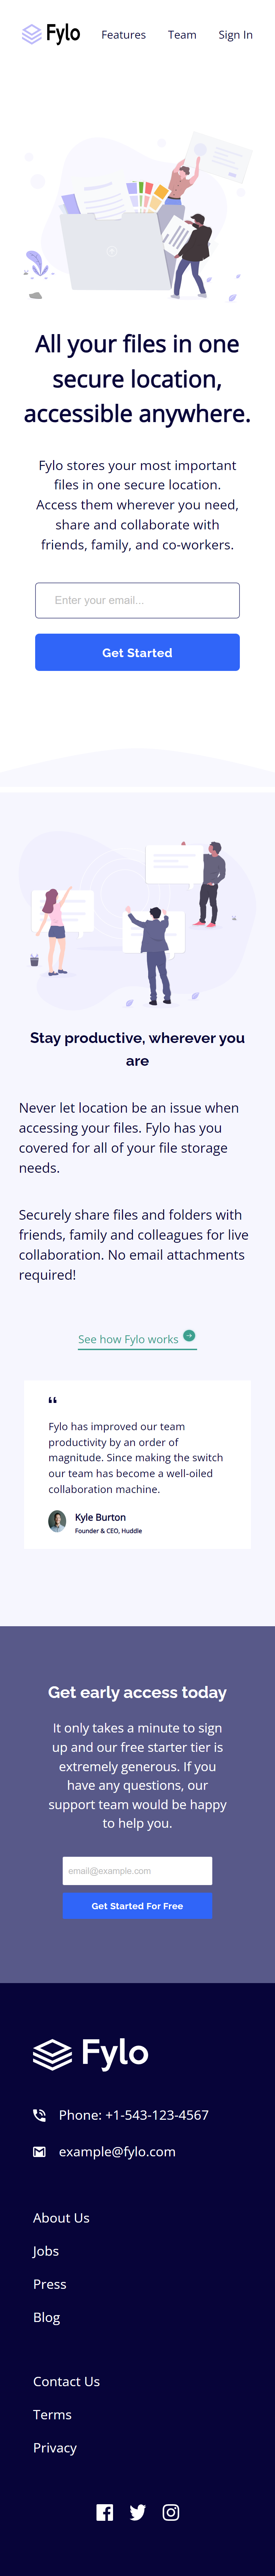 Fylo Features Team Sign In
All your files in one
secure location,
accessible anywhere.
Fylo stores your most important
files in one secure location.
Access them wherever you need,
share and collaborate with
friends, family, and co-workers.
Enter your email...
Get Started
Stay productive, wherever you
are
Never let location be an issue when
accessing your files. Fylo has you
covered for all of your file storage
needs.
Securely share files and folders with
friends, family and colleagues for live
collaboration. No email attachments
required!
See how Fylo works
“
Fylo has improved our team
productivity by an order of
magnitude. Since making the switch
our team has become a well-oiled
collaboration machine.
Kyle Burton
Founder & CEO, Huddle
Get early access today
It only takes a minute to sign
up and our free starter tier is
extremely generous. If you
have any questions, our
support team would be happy
to help you.
email@example.com
Get Started For Free
Fylo
Phone: +1-543-123-4567
example@fylo.com
About Us
Jobs
Press
Blog
Contact Us
Terms
Privacy